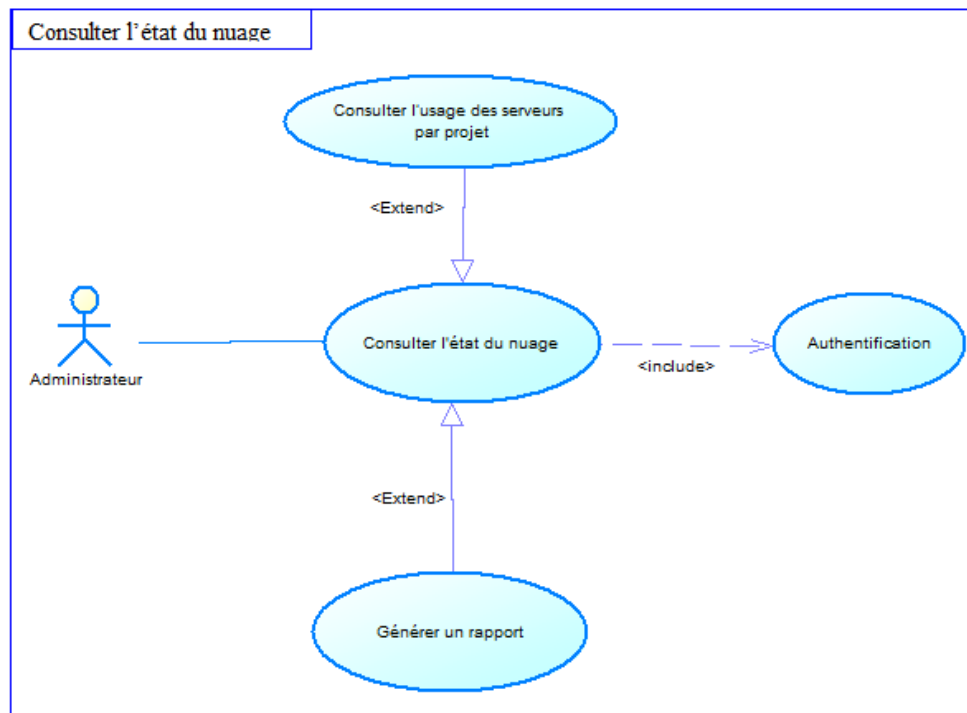 Consulter l'état du nuage
Consulter l'usage des serveurs
par projet
<Extend>
Consulter l'état du nuage
<include>
Authentification
Administrateur
<Extend>
Générer un rapport